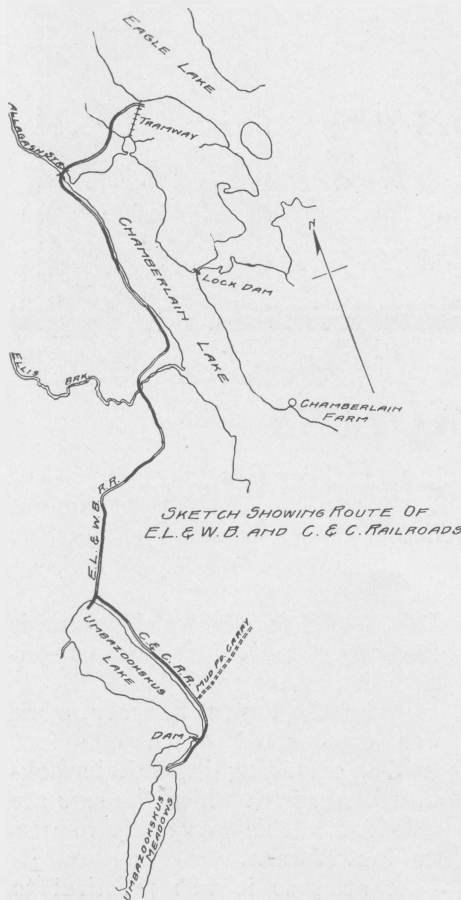 EAGLE LAKE
TRAMWAY
ALLAGASH STR.
CHAMBERLAIN LAKE
LOCK DAM
N
ELLIS BRK.
CHAMBERLAIN
FARM
SKETCH SHOWING ROUTE OF
E.L. & W.B. AND C. & C. RAILROADS
E.L. & W.B. R.R.
UMBAZOOKSKUS
LAKE
C. & C. R.R.
MUD PD. CARRY
DAM
UMBAZOOKSKUS
MEADOWS